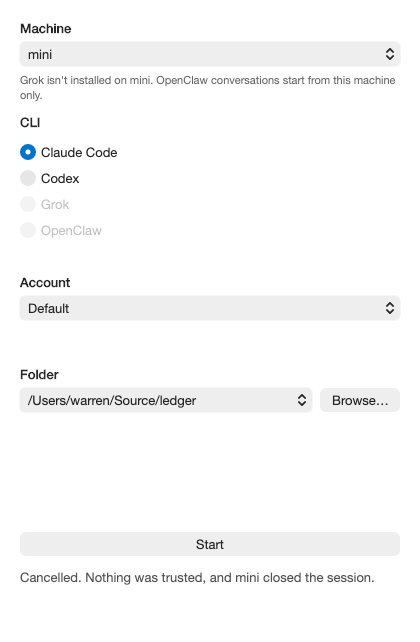 Machine
mini
Grok isn't installed on mini. OpenClaw conversations start from this machine
only.
CLI
Claude Code
Codex
Grok
OpenClaw
Account
Default
Folder
/Users/warren/Source/ledger
Browse…
Start
Cancelled. Nothing was trusted, and mini closed the session.